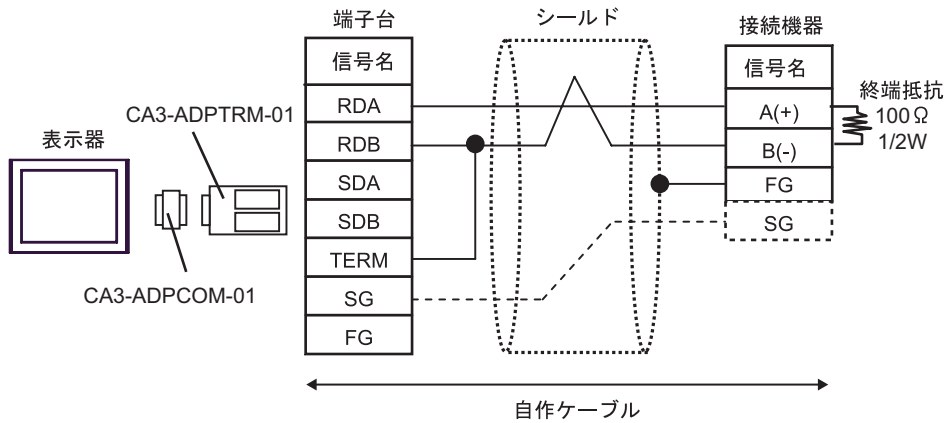 端子台
シールド
接続機器
信号名
信号名
RDA
A(+)
終端抵抗
100Ω
1/2W
CA3-ADPTRM-01
表示器
RDB
B(-)
SDA
FG
SDB
SG
TERM
CA3-ADPCOM-01
SG
FG
自作ケーブル